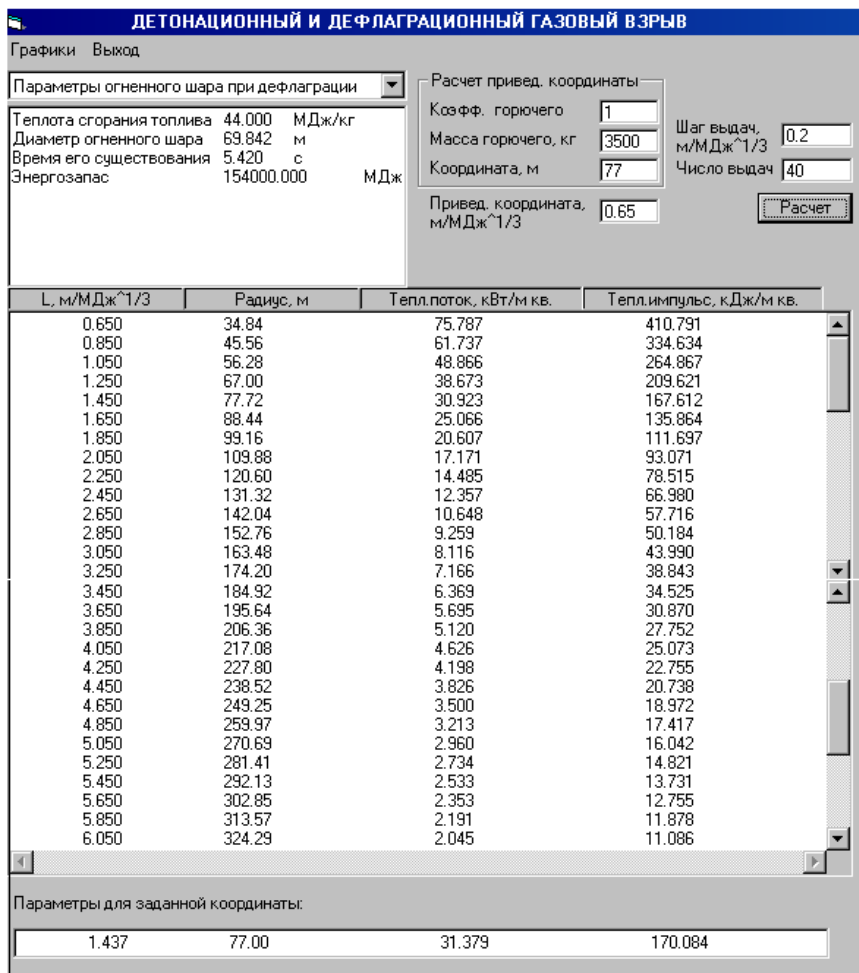 ДЕТОНАЦИОННЫЙ И ДЕФЛАГРАЦИОННЫЙ ГАЗОВЫЙ ВЗРЫВ
Графики Выход
Параметры огненного шара при дефлаграции
Теплота сгорания топлива 44.000 МДж/кг
Диаметр огненного шара 69.842 м
Время его существования 5.420 с
Энергозапас 154000.000 МДж
Расчет привед. координаты
Коэфф. горючего 1
Масса горючего, кг 3500
Координата, м 77
Привед. координата, м/МДж^1/3 0.65
Шаг выдач, м/МДж^1/3 0.2
Число выдач 40
Расчет
L, м/МДж^1/3 Радиус, м Тепл.поток, кВт/м кв. Тепл.импульс, кДж/м кв.
0.650 34.84 75.787 410.791
0.850 45.56 61.737 334.634
1.050 56.28 48.866 264.867
1.250 67.00 38.673 209.621
1.450 77.72 30.923 167.612
1.650 88.44 25.066 135.864
1.850 99.16 20.607 111.697
2.050 109.88 17.171 93.071
2.250 120.60 14.485 78.515
2.450 131.32 12.357 66.980
2.650 142.04 10.648 57.716
2.850 152.76 9.259 50.184
3.050 163.48 8.116 43.990
3.250 174.20 7.166 38.843
3.450 184.92 6.369 34.525
3.650 195.64 5.695 30.870
3.850 206.36 5.120 27.752
4.050 217.08 4.626 25.073
4.250 227.80 4.198 22.755
4.450 238.52 3.826 20.738
4.650 249.25 3.500 18.972
4.850 259.97 3.213 17.417
5.050 270.69 2.960 16.042
5.250 281.41 2.734 14.821
5.450 292.13 2.533 13.731
5.650 302.85 2.353 12.755
5.850 313.57 2.191 11.878
6.050 324.29 2.045 11.086
Параметры для заданной координаты:
1.437 77.00 31.379 170.084